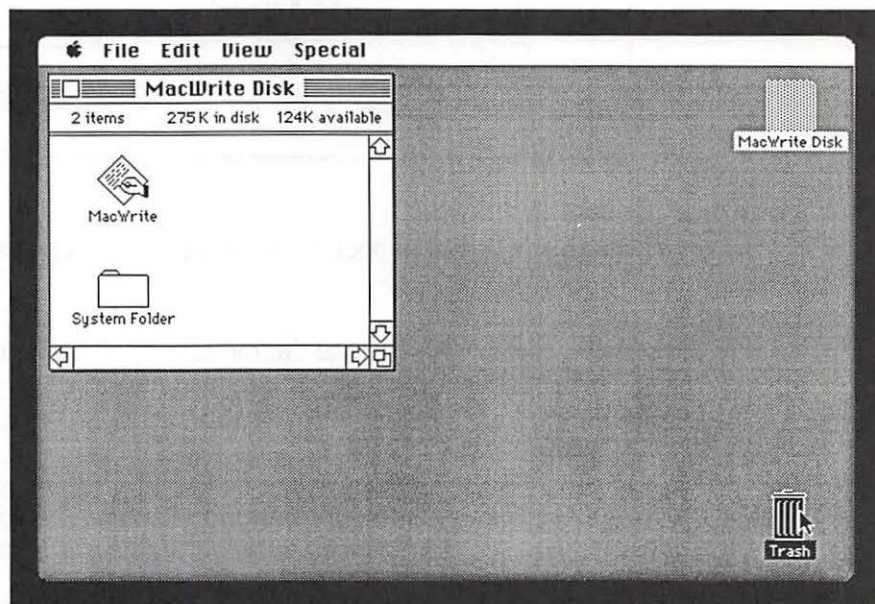 File Edit View Special
MacWrite Disk
2 items 275K in disk 124K available
MacWrite Disk
MacWrite
System Folder
Trash